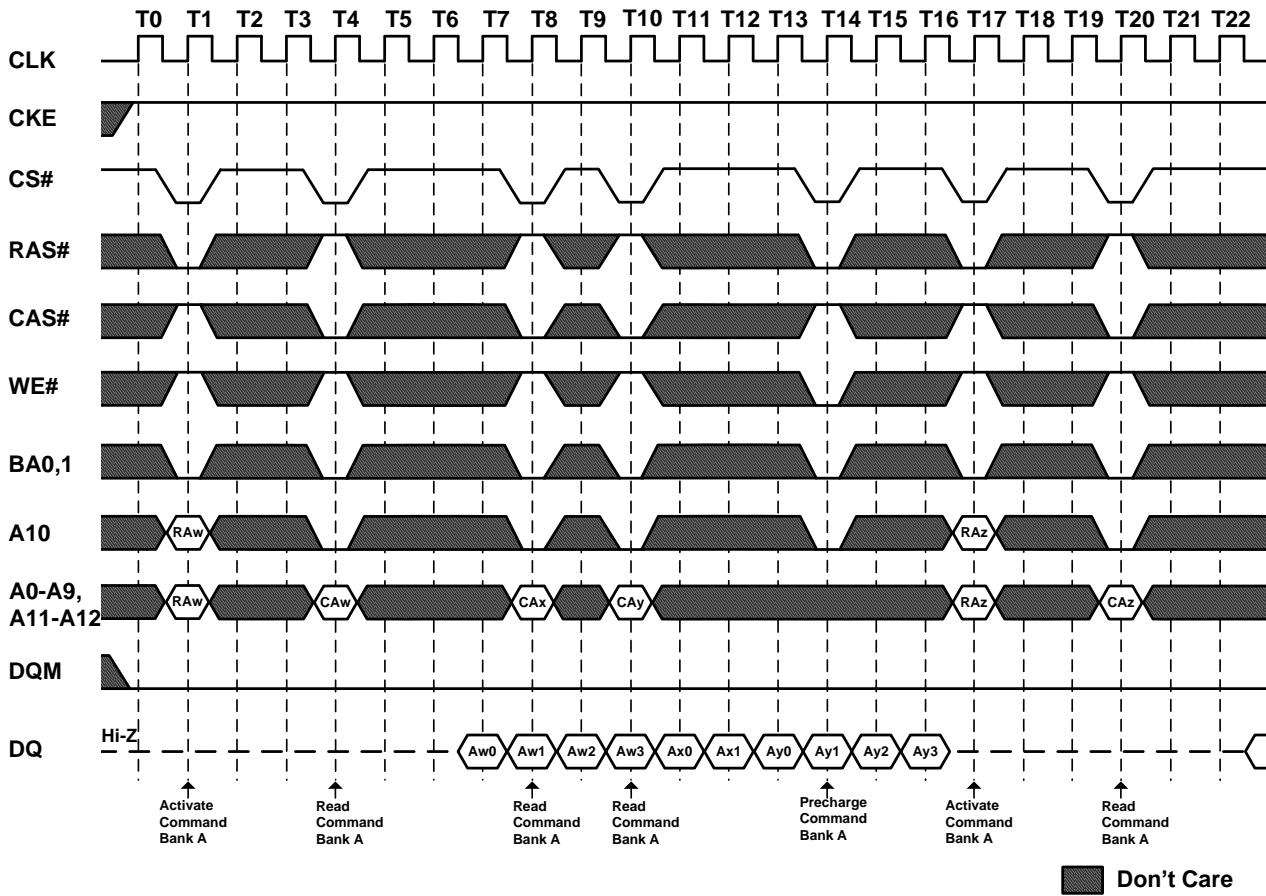 T0 T1 T2 T3 T4 T5 T6 T7 T8 T9 T10 T11 T12 T13 T14 T15 T16 T17 T18 T19 T20 T21 T22
CLK
CKE
CS#
RAS#
CAS#
WE#
BA0,1
A10 RAw RAz
A0-A9,
A11-A12 RAw CAw CAx CAy RAz CAz
DQM
Hi-Z
DQ Aw0 Aw1 Aw2 Aw3 Ax0 Ax1 Ay0 Ay1 Ay2 Ay3
Activate
Command
Bank A
Read
Command
Bank A
Read
Command
Bank A
Read
Command
Bank A
Precharge
Command
Bank A
Activate
Command
Bank A
Read
Command
Bank A
Don't Care